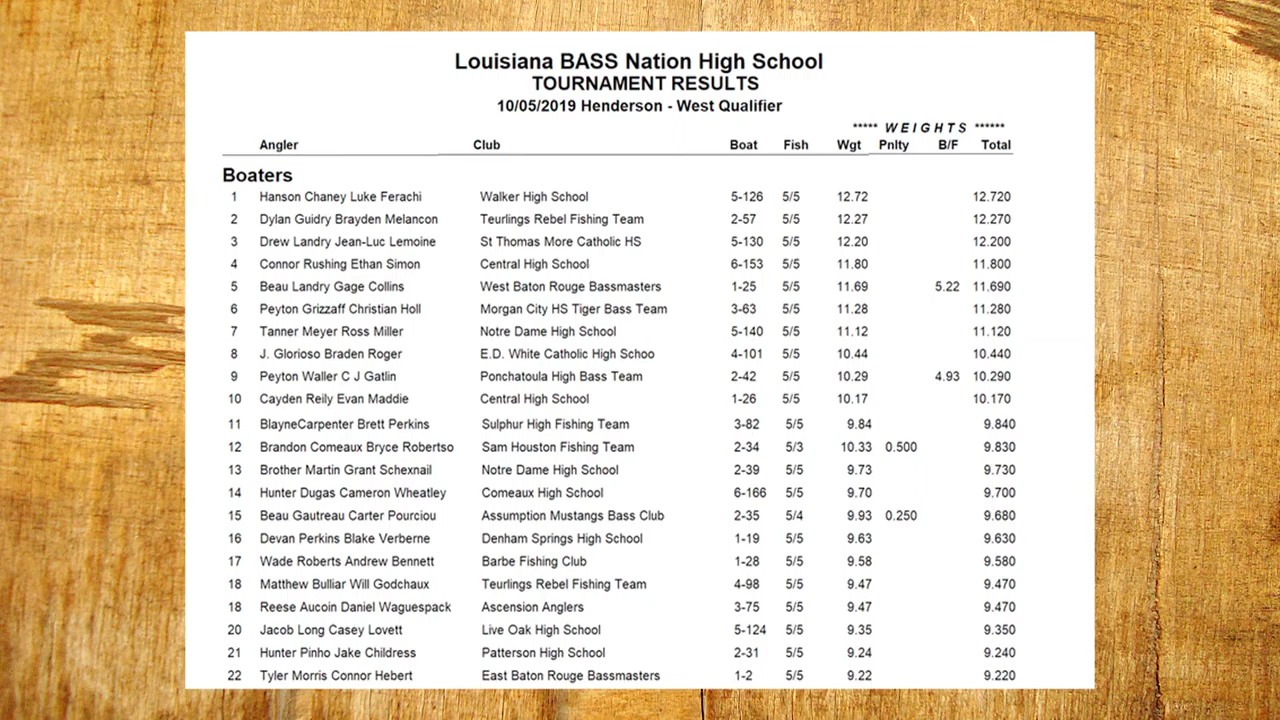 Louisiana BASS Nation High School
TOURNAMENT RESULTS
10/05/2019 Henderson - West Qualifier
***** W E I G H T S ******
Angler Club Boat Fish Wgt Pnlty B/F Total
Boaters
1 Hanson Chaney Luke Ferachi Walker High School 5-126 5/5 12.72 12.720
2 Dylan Guidry Brayden Melancon Teurlings Rebel Fishing Team 2-57 5/5 12.27 12.270
3 Drew Landry Jean-Luc Lemoine St Thomas More Catholic HS 5-130 5/5 12.20 12.200
4 Connor Rushing Ethan Simon Central High School 6-153 5/5 11.80 11.800
5 Beau Landry Gage Collins West Baton Rouge Bassmasters 1-25 5/5 11.69 5.22 11.690
6 Peyton Grizzaff Christian Holl Morgan City HS Tiger Bass Team 3-63 5/5 11.28 11.280
7 Tanner Meyer Ross Miller Notre Dame High School 5-140 5/5 11.12 11.120
8 J. Glorioso Braden Roger E.D. White Catholic High Schoo 4-101 5/5 10.44 10.440
9 Peyton Waller C J Gatlin Ponchatoula High Bass Team 2-42 5/5 10.29 4.93 10.290
10 Cayden Reily Evan Maddie Central High School 1-26 5/5 10.17 10.170
11 BlayneCarpenter Brett Perkins Sulphur High Fishing Team 3-82 5/5 9.84 9.840
12 Brandon Comeaux Bryce Robertso Sam Houston Fishing Team 2-34 5/3 10.33 0.500 9.830
13 Brother Martin Grant Schexnail Notre Dame High School 2-39 5/5 9.73 9.730
14 Hunter Dugas Cameron Wheatley Comeaux High School 6-166 5/5 9.70 9.700
15 Beau Gautreau Carter Pourciou Assumption Mustangs Bass Club 2-35 5/4 9.93 0.250 9.680
16 Devan Perkins Blake Verberne Denham Springs High School 1-19 5/5 9.63 9.630
17 Wade Roberts Andrew Bennett Barbe Fishing Club 1-28 5/5 9.58 9.580
18 Matthew Bulliar Will Godchaux Teurlings Rebel Fishing Team 4-98 5/5 9.47 9.470
18 Reese Aucoin Daniel Waguespack Ascension Anglers 3-75 5/5 9.47 9.470
20 Jacob Long Casey Lovett Live Oak High School 5-124 5/5 9.35 9.350
21 Hunter Pinho Jake Childress Patterson High School 2-31 5/5 9.24 9.240
22 Tyler Morris Connor Hebert East Baton Rouge Bassmasters 1-2 5/5 9.22 9.220